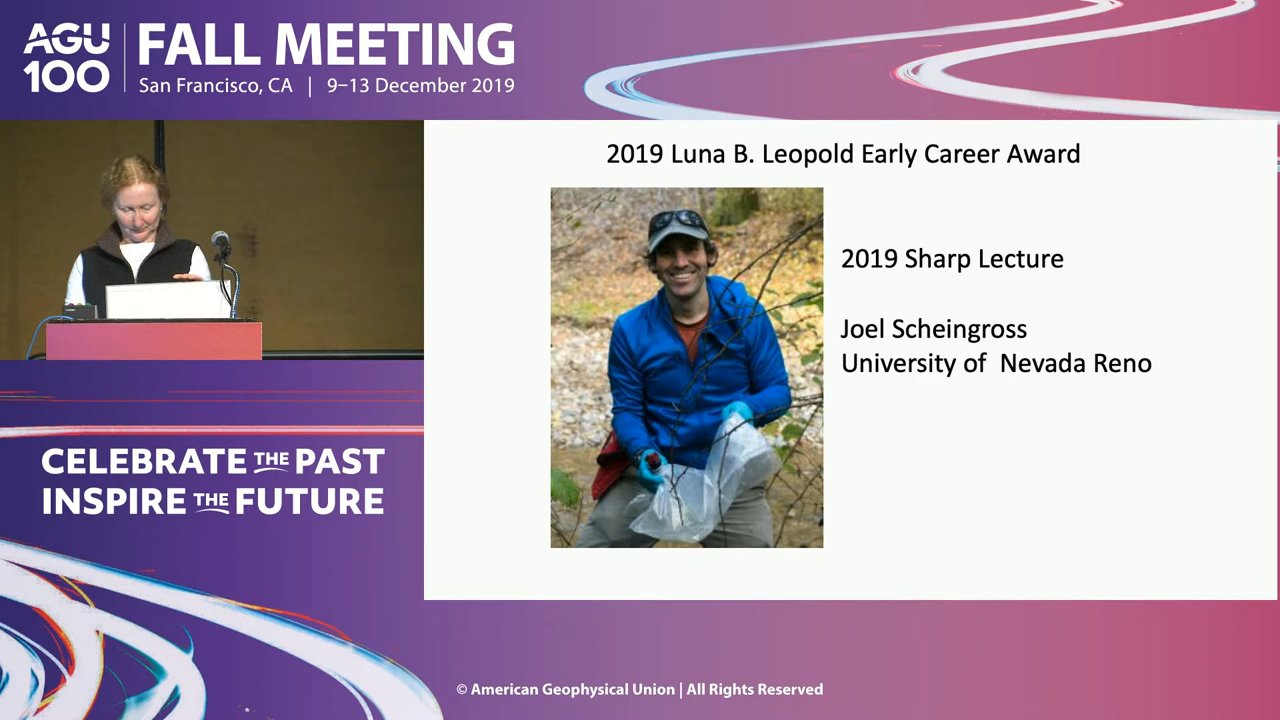 AGU
100
FALL MEETING
San Francisco, CA | 9–13 December 2019
2019 Luna B. Leopold Early Career Award
2019 Sharp Lecture
Joel Scheingross
University of Nevada Reno
CELEBRATE THE PAST
INSPIRE THE FUTURE
© American Geophysical Union | All Rights Reserved